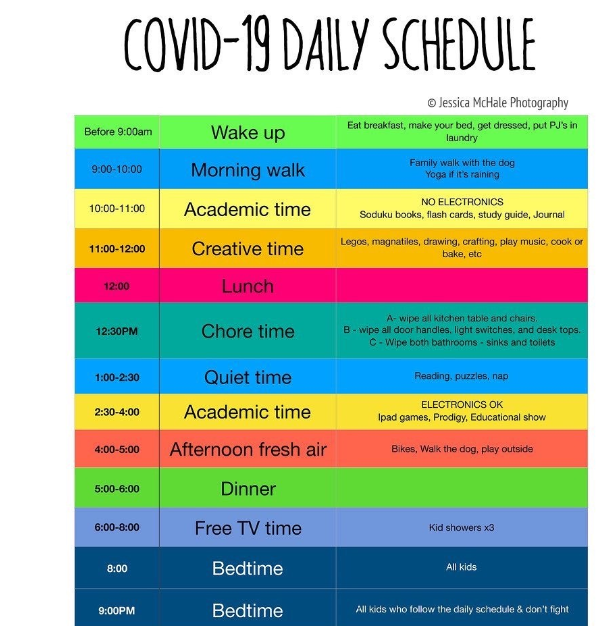 COVID-19 DAILY SCHEDULE
© Jessica McHale Photography
Before 9:00am Wake up Eat breakfast, make your bed, get dressed, put PJ's in
laundry
9:00-10:00 Morning walk Family walk with the dog
Yoga if it's raining
10:00-11:00 Academic time NO ELECTRONICS
Soduku books, flash cards, study guide, Journal
11:00-12:00 Creative time Legos, magnatiles, drawing, crafting, play music, cook or
bake, etc
12:00 Lunch
12:30PM Chore time A- wipe all kitchen table and chairs.
B - wipe all door handles, light switches, and desk tops.
C - Wipe both bathrooms - sinks and toilets
1:00-2:30 Quiet time Reading, puzzles, nap
2:30-4:00 Academic time ELECTRONICS OK
Ipad games, Prodigy, Educational show
4:00-5:00 Afternoon fresh air Bikes, Walk the dog, play outside
5:00-6:00 Dinner
6:00-8:00 Free TV time Kid showers x3
8:00 Bedtime All kids
9:00PM Bedtime All kids who follow the daily schedule & don't fight